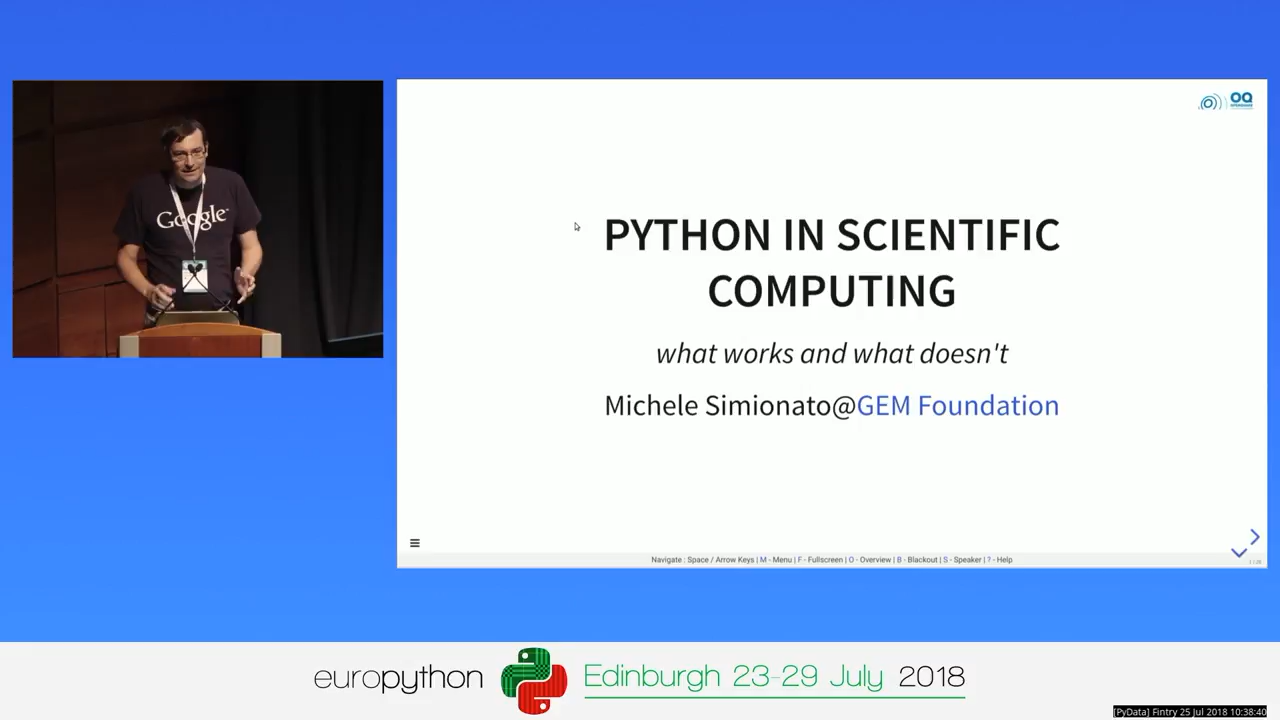 Google
OQ
PYTHON IN SCIENTIFIC
COMPUTING
what works and what doesn't
Michele Simionato@GEM Foundation
Navigate : Space / Arrow Keys | M - Menu | F - Fullscreen | O - Overview | B - Blackout | S - Speaker | ? - Help
europython Edinburgh 23-29 July 2018
[PyData] Fintry 25 Jul 2018 10:38:40